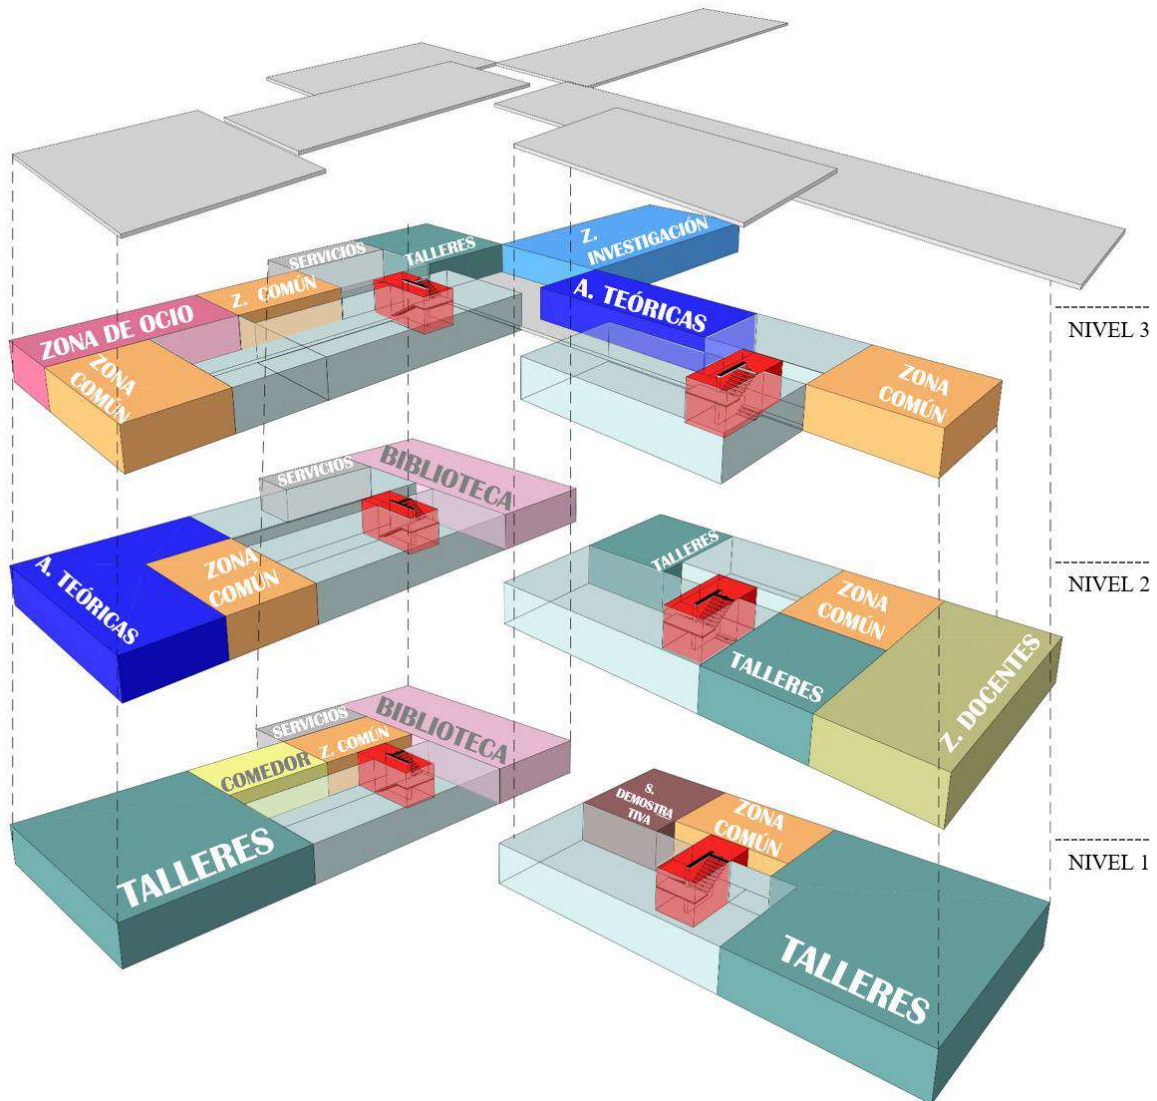 SERVICIOS
TALLERES
Z.
INVESTIGACIÓN
Z. COMÚN
A. TEÓRICAS
ZONA DE OCIO
ZONA
COMÚN
ZONA
COMÚN
NIVEL 3
SERVICIOS
BIBLIOTECA
A. TEÓRICAS
ZONA
COMÚN
TALLERES
ZONA
COMÚN
TALLERES
Z. DOCENTES
NIVEL 2
SERVICIOS
BIBLIOTECA
Z. COMÚN
COMEDOR
TALLERES
S.
DEMOSTRA
TIVA
ZONA
COMÚN
TALLERES
NIVEL 1